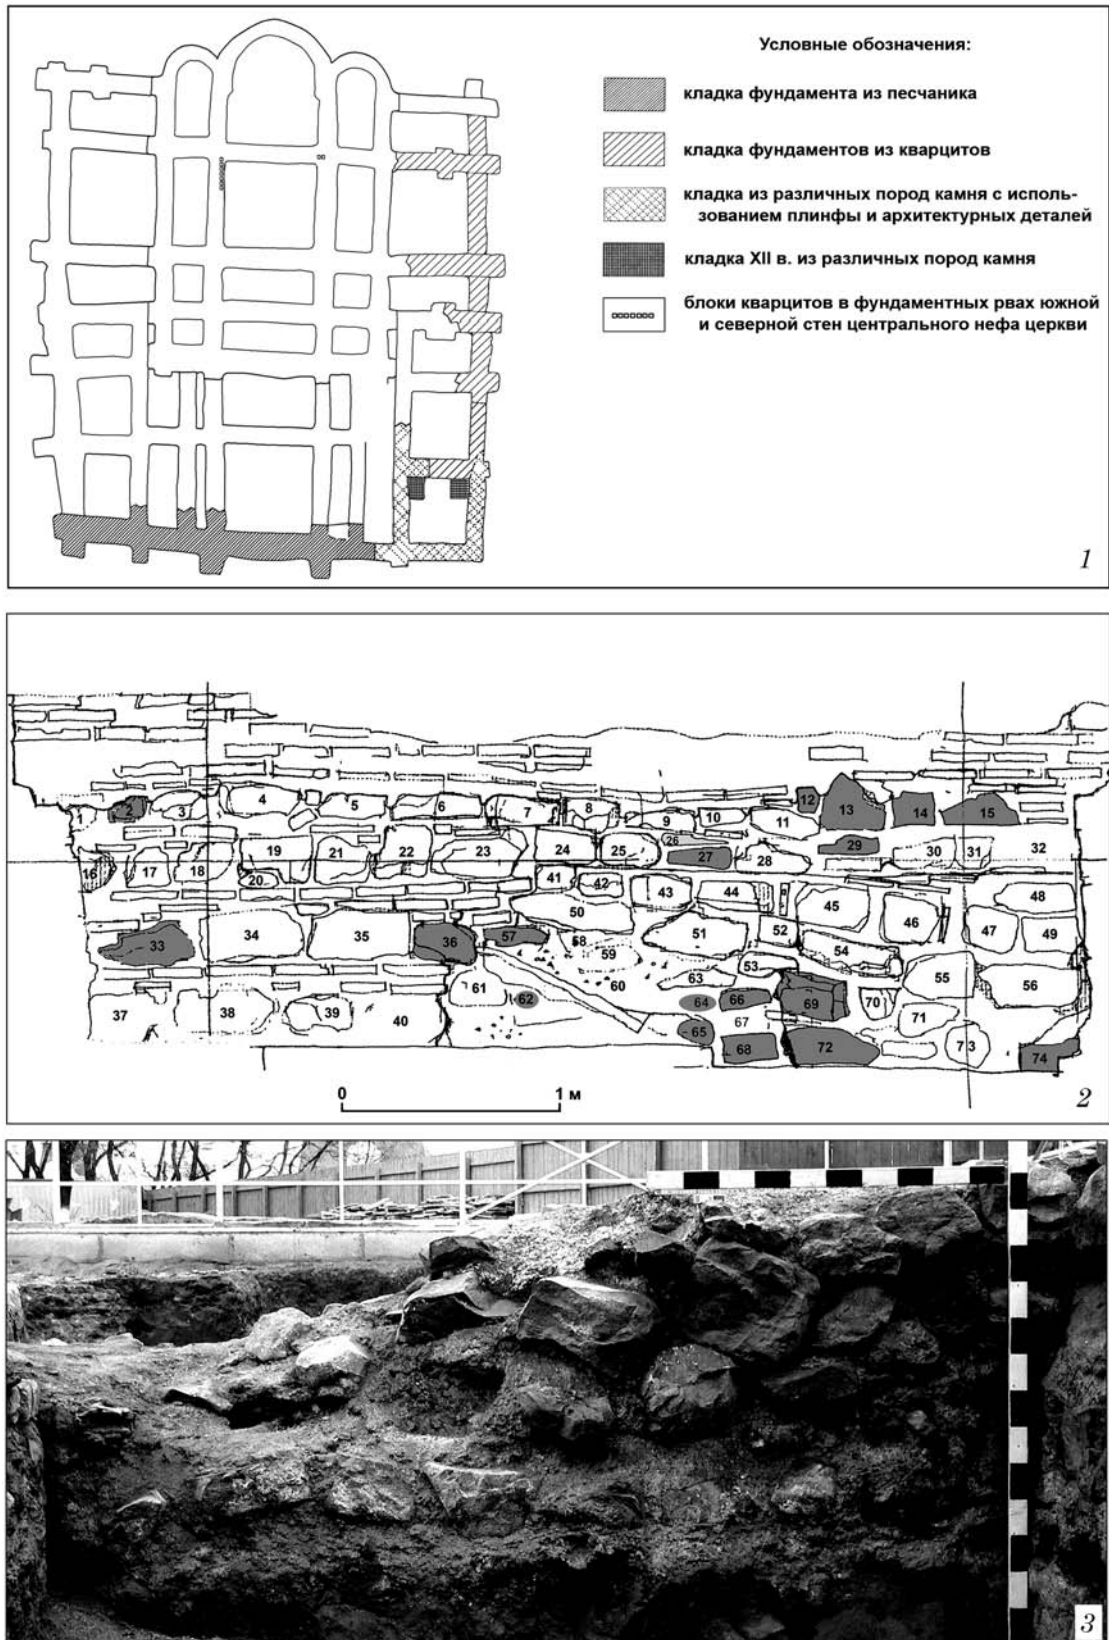 Условные обозначения:
кладка фундамента из песчаника
кладка фундаментов из кварцитов
кладка из различных пород камня с исполь-
зованием плинфы и архитектурных деталей
кладка XII в. из различных пород камня
блоки кварцитов в фундаментных рвах южной
и северной стен центрального нефа церкви
1
1 2 3 4 5 6 7 8 9 10 11 12 13 14 15
16 17 18 19 20 21 22 23 24 25 26 27 28 29 30 31 32
33 34 35 36 57 50 41 42 43 44 45 46 47 48 49
58 59 51 52 53 54 55 56
37 38 39 40 61 62 60 63 64 65 66 67 68 69 70 71 72 73 74
0 1 м
2
3